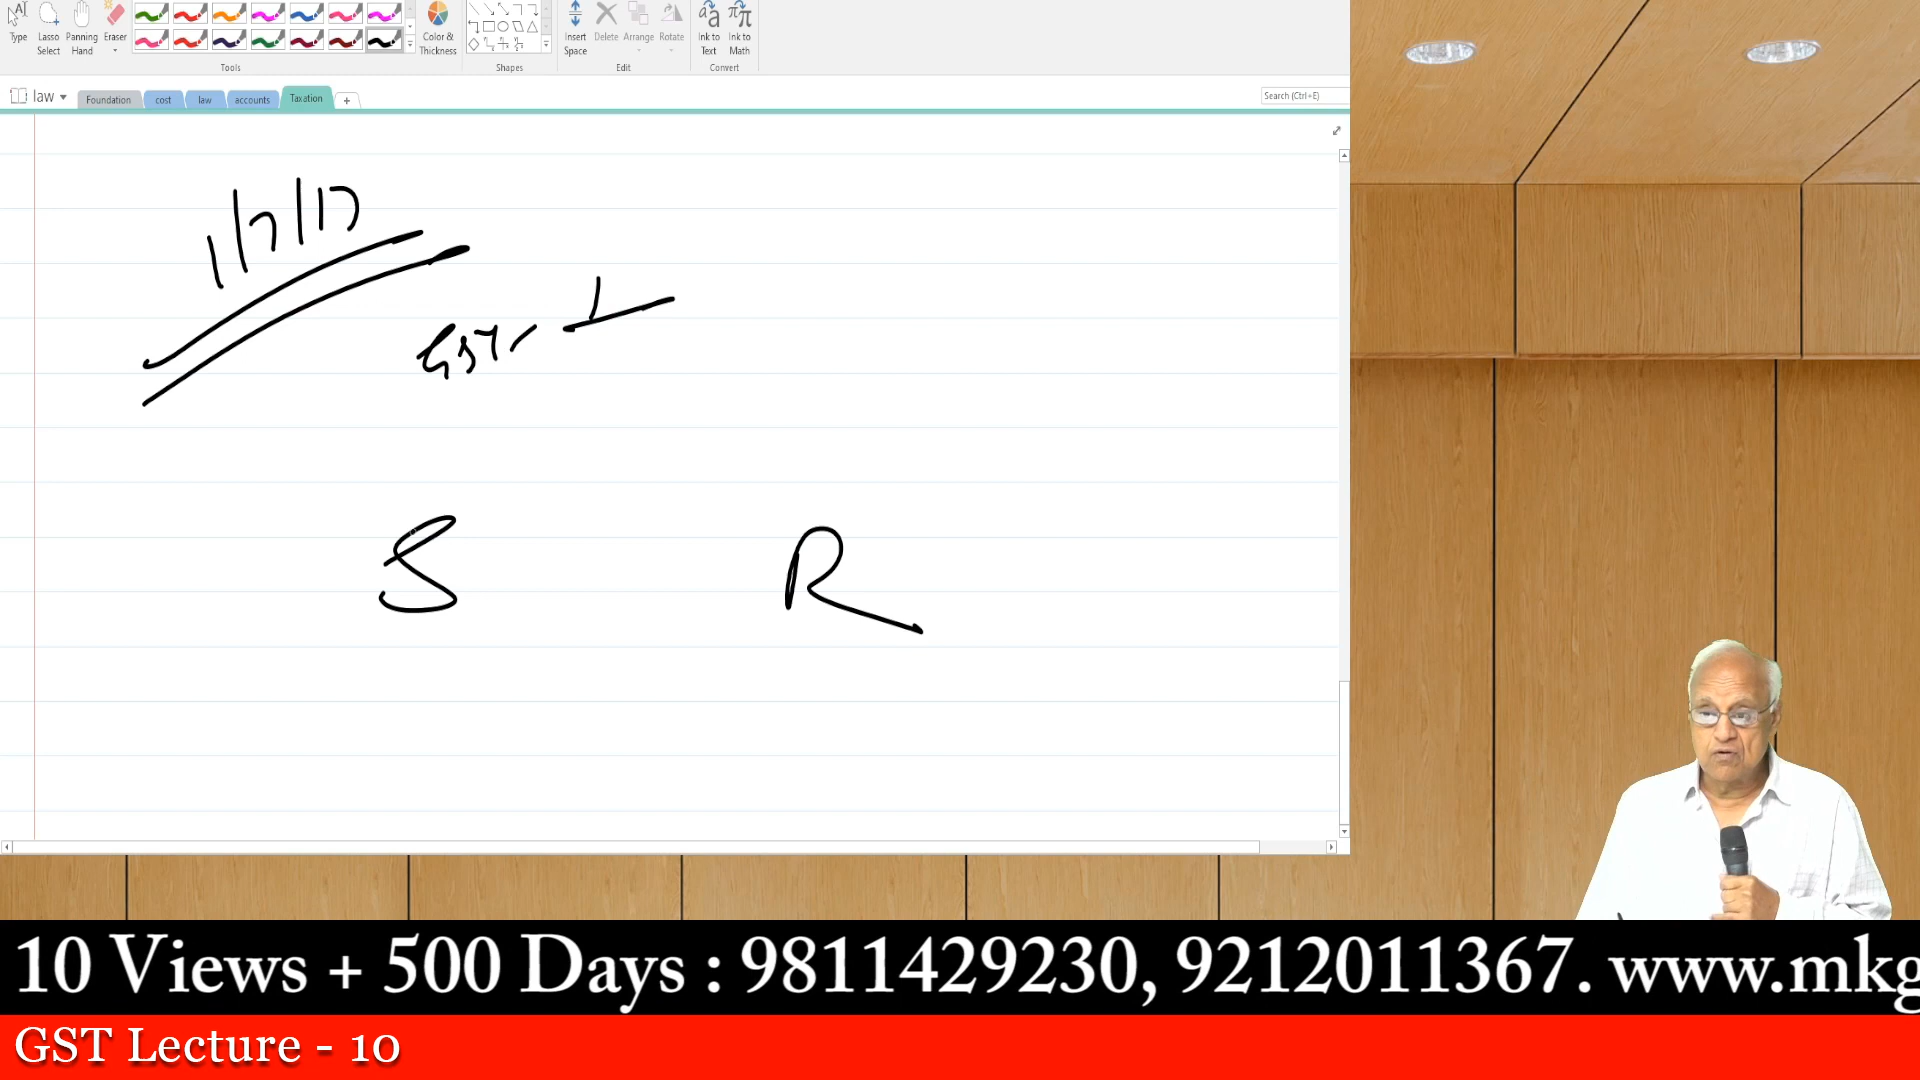 Type
Lasso Select
Panning Hand
Eraser
Color & Thickness
Insert Space
Delete
Arrange
Rotate
Ink to Text
Ink to Math
Tools
Shapes
Edit
Convert
law
Foundation
cost
law
accounts
Taxation
+
Search (Ctrl+E)
1/7/17
GSTr 1
S R
10 Views + 500 Days : 9811429230, 9212011367. www.mkg
GST Lecture - 10